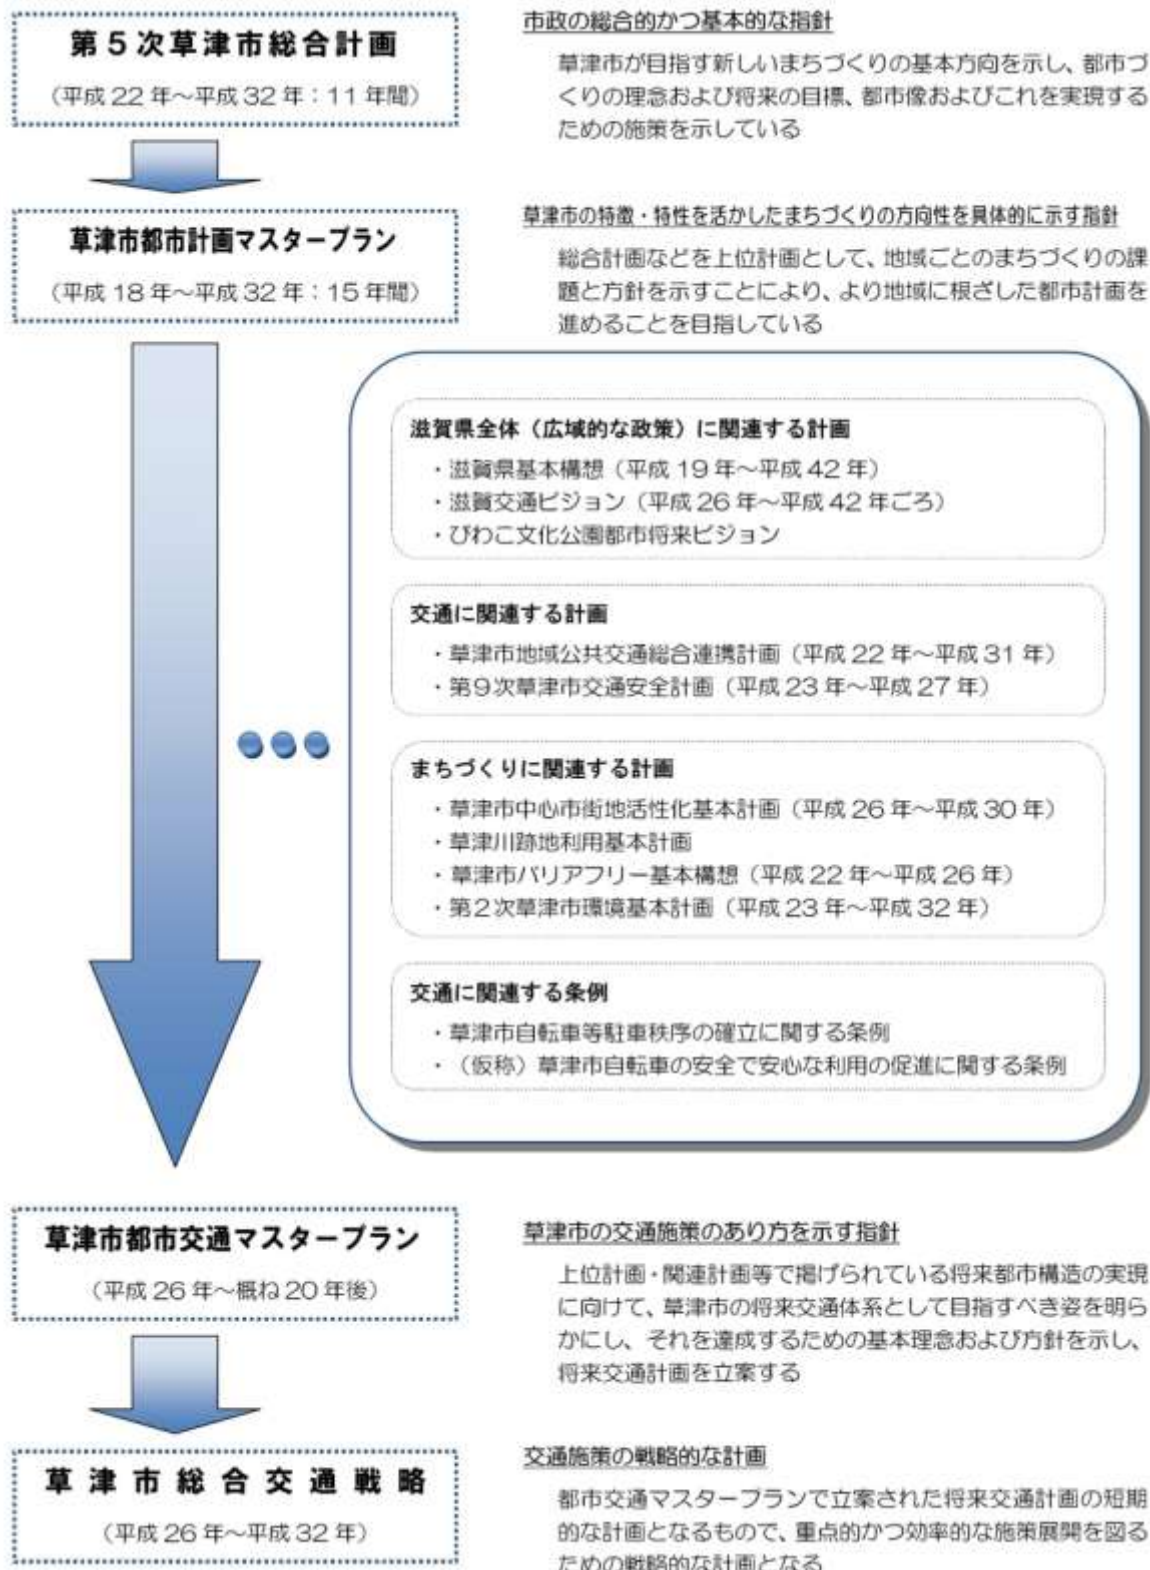 第５次草津市総合計画
（平成 22 年～平成 32 年：11 年間）
市政の総合的かつ基本的な指針
草津市が目指す新しいまちづくりの基本方向を示し、都市づ
くりの理念および将来の目標、都市像およびこれを実現する
ための施策を示している
草津市都市計画マスタープラン
（平成 18 年～平成 32 年：15 年間）
草津市の特徴・特性を活かしたまちづくりの方向性を具体的に示す指針
総合計画などを上位計画として、地域ごとのまちづくりの課
題と方針を示すことにより、より地域に根ざした都市計画を
進めることを目指している
滋賀県全体（広域的な政策）に関連する計画
・滋賀県基本構想（平成 19 年～平成 42 年）
・滋賀交通ビジョン（平成 26 年～平成 42 年ごろ）
・びわこ文化公園都市将来ビジョン
交通に関連する計画
・草津市地域公共交通総合連携計画（平成 22 年～平成 31 年）
・第９次草津市交通安全計画（平成 23 年～平成 27 年）
まちづくりに関連する計画
・草津市中心市街地活性化基本計画（平成 26 年～平成 30 年）
・草津川跡地利用基本計画
・草津市バリアフリー基本構想（平成 22 年～平成 26 年）
・第２次草津市環境基本計画（平成 23 年～平成 32 年）
交通に関連する条例
・草津市自転車等駐車秩序の確立に関する条例
・（仮称）草津市自転車の安全で安心な利用の促進に関する条例
草津市都市交通マスタープラン
（平成 26 年～概ね 20 年後）
草津市の交通施策のあり方を示す指針
上位計画・関連計画等で掲げられている将来都市構造の実現
に向けて、草津市の将来交通体系として目指すべき姿を明ら
かにし、それを達成するための基本理念および方針を示し、
将来交通計画を立案する
草津市総合交通戦略
（平成 26 年～平成 32 年）
交通施策の戦略的な計画
都市交通マスタープランで立案された将来交通計画の短期
的な計画となるもので、重点的かつ効率的な施策展開を図る
ための戦略的な計画となる